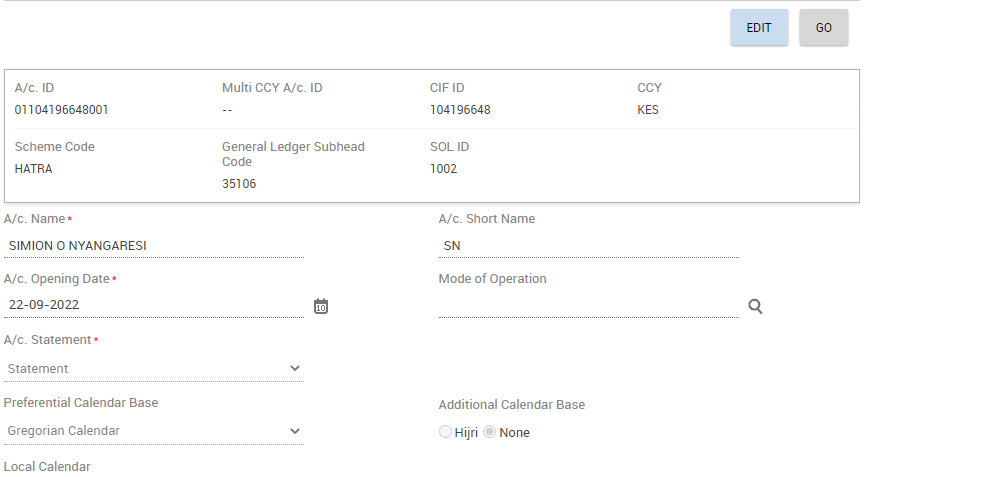 EDIT GO
A/c. ID Multi CCY A/c. ID CIF ID CCY
01104196648001 -- 104196648 KES
Scheme Code General Ledger Subhead Code SOL ID
HATRA 35106 1002
A/c. Name* A/c. Short Name
SIMION O NYANGARESI SN
A/c. Opening Date* Mode of Operation
22-09-2022 10
A/c. Statement*
Statement
Preferential Calendar Base Additional Calendar Base
Gregorian Calendar Hijri None
Local Calendar